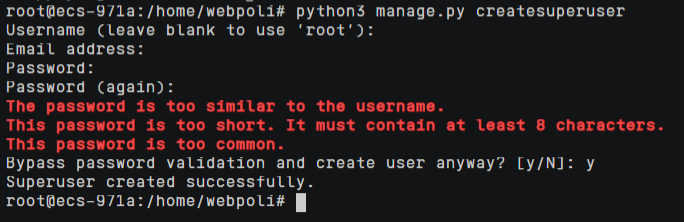 root@ecs-971a:/home/webpoli# python3 manage.py createsuperuser
Username (leave blank to use 'root'):
Email address:
Password:
Password (again):
The password is too similar to the username.
This password is too short. It must contain at least 8 characters.
This password is too common.
Bypass password validation and create user anyway? [y/N]: y
Superuser created successfully.
root@ecs-971a:/home/webpoli#